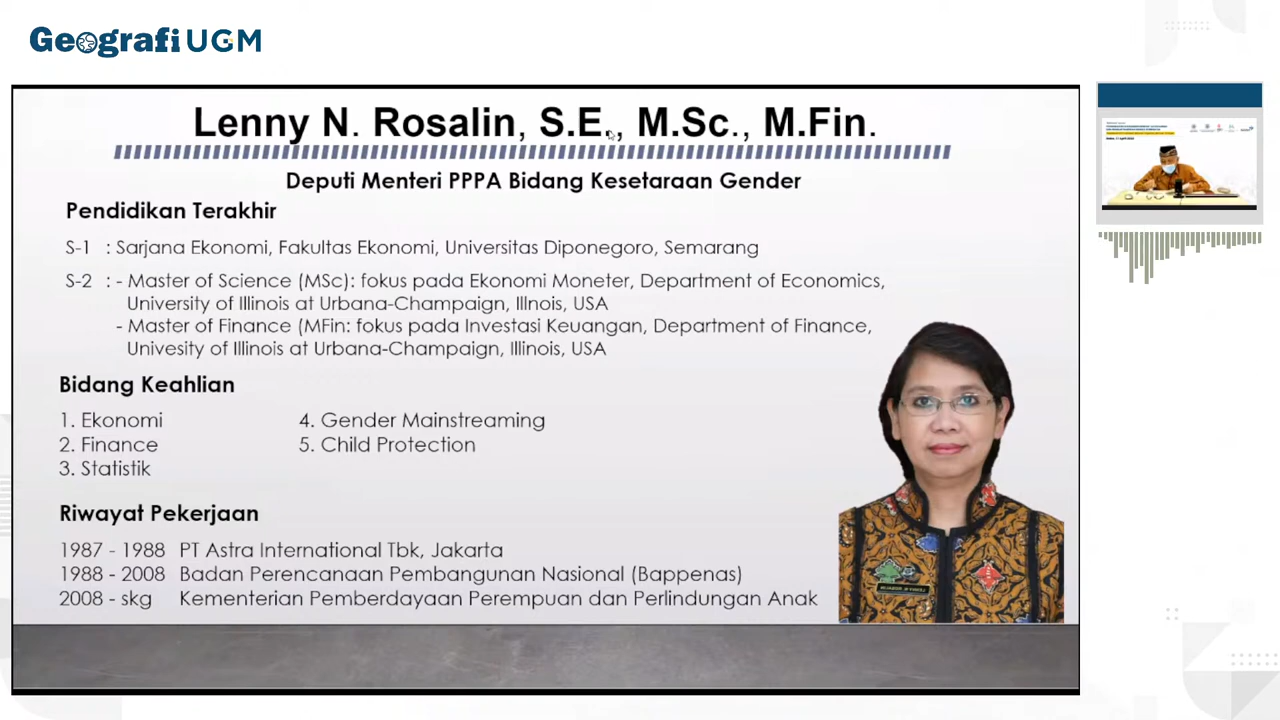 Geografi UGM
Lenny N. Rosalin, S.E., M.Sc., M.Fin.
Deputi Menteri PPPA Bidang Kesetaraan Gender
Pendidikan Terakhir
S-1 : Sarjana Ekonomi, Fakultas Ekonomi, Universitas Diponegoro, Semarang
S-2 : - Master of Science (MSc): fokus pada Ekonomi Moneter, Department of Economics,
University of Illinois at Urbana-Champaign, Illnois, USA
- Master of Finance (MFin: fokus pada Investasi Keuangan, Department of Finance,
Univesity of Illinois at Urbana-Champaign, Illinois, USA
Bidang Keahlian
1. Ekonomi
2. Finance
3. Statistik
4. Gender Mainstreaming
5. Child Protection
Riwayat Pekerjaan
1987 - 1988 PT Astra International Tbk, Jakarta
1988 - 2008 Badan Perencanaan Pembangunan Nasional (Bappenas)
2008 - skg Kementerian Pemberdayaan Perempuan dan Perlindungan Anak